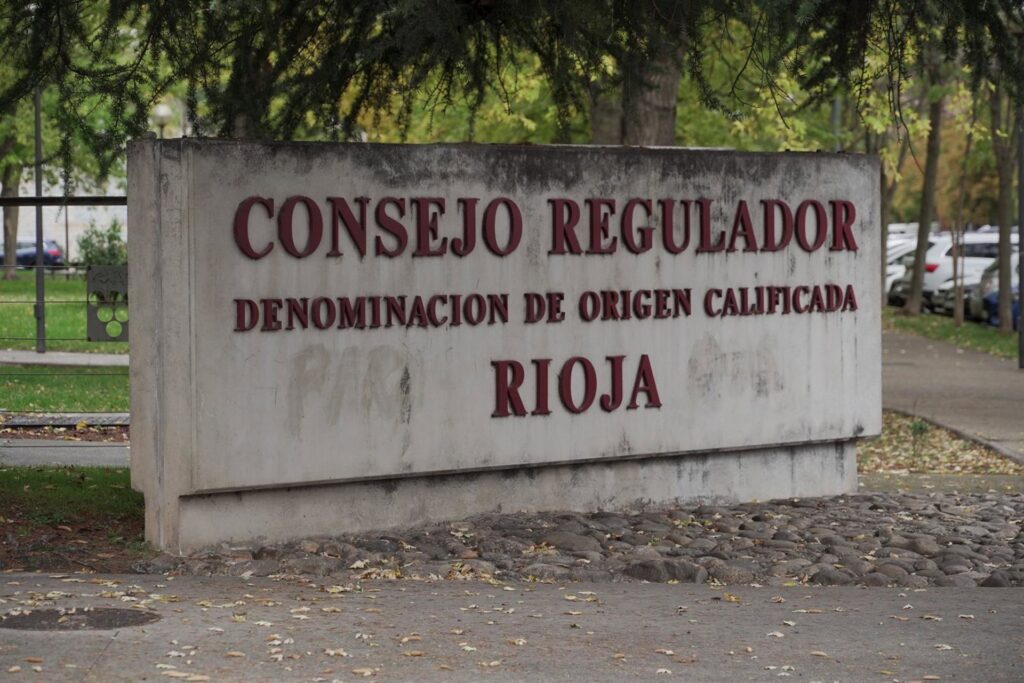 CONSEJO REGULADOR
DENOMINACION DE ORIGEN CALIFICADA
RIOJA